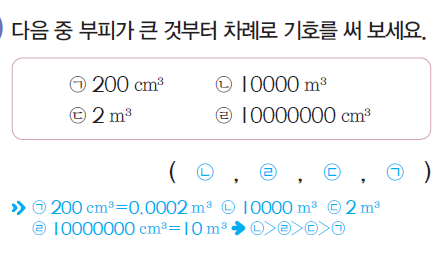 다음 중 부피가 큰 것부터 차례로 기호를 써 보세요.
㉠ 200 cm³ ㉡ 10000 m³
㉢ 2 m³ ㉣ 10000000 cm³
( ㉡ , ㉣ , ㉢ , ㉠ )
» ㉠ 200 cm³=0.0002 m³ ㉡ 10000 m³ ㉢ 2 m³
㉣ 10000000 cm³=10 m³ ➔ ㉡>㉣>㉢>㉠